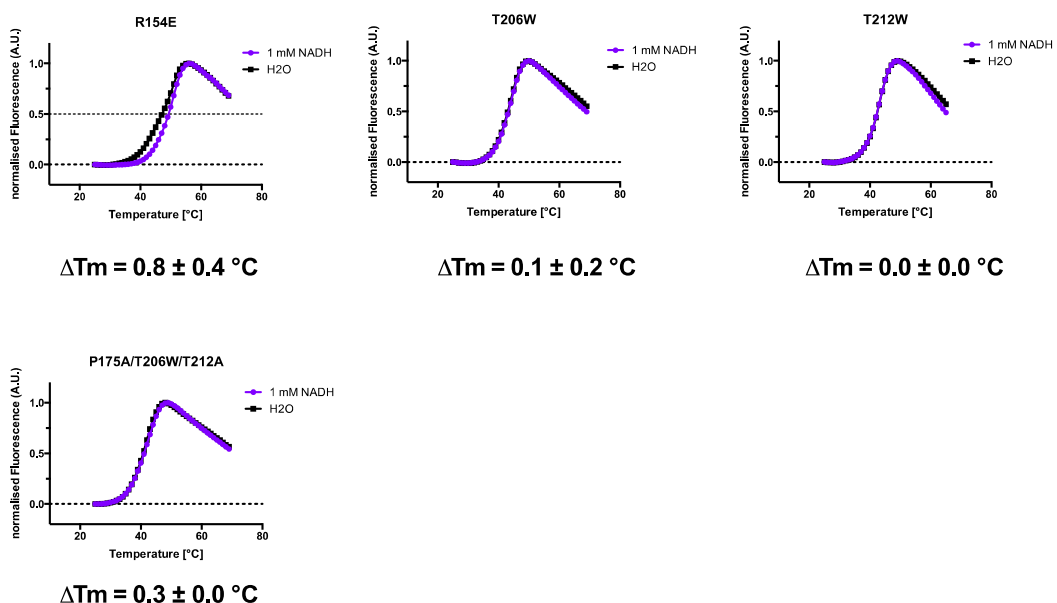 R154E
normalised Fluorescence (A.U.)
1.0
0.5
0.0
20
40
60
80
Temperature [°C]
1 mM NADH
H2O
ΔTm = 0.8 ± 0.4 °C
T206W
normalised Fluorescence (A.U.)
1.0
0.5
0.0
20
40
60
80
Temperature [°C]
1 mM NADH
H2O
ΔTm = 0.1 ± 0.2 °C
T212W
normalised Fluorescence (A.U.)
1.0
0.5
0.0
20
40
60
80
Temperature [°C]
1 mM NADH
H2O
ΔTm = 0.0 ± 0.0 °C
P175A/T206W/T212A
normalised Fluorescence (A.U.)
1.0
0.5
0.0
20
40
60
80
Temperature [°C]
1 mM NADH
H2O
ΔTm = 0.3 ± 0.0 °C